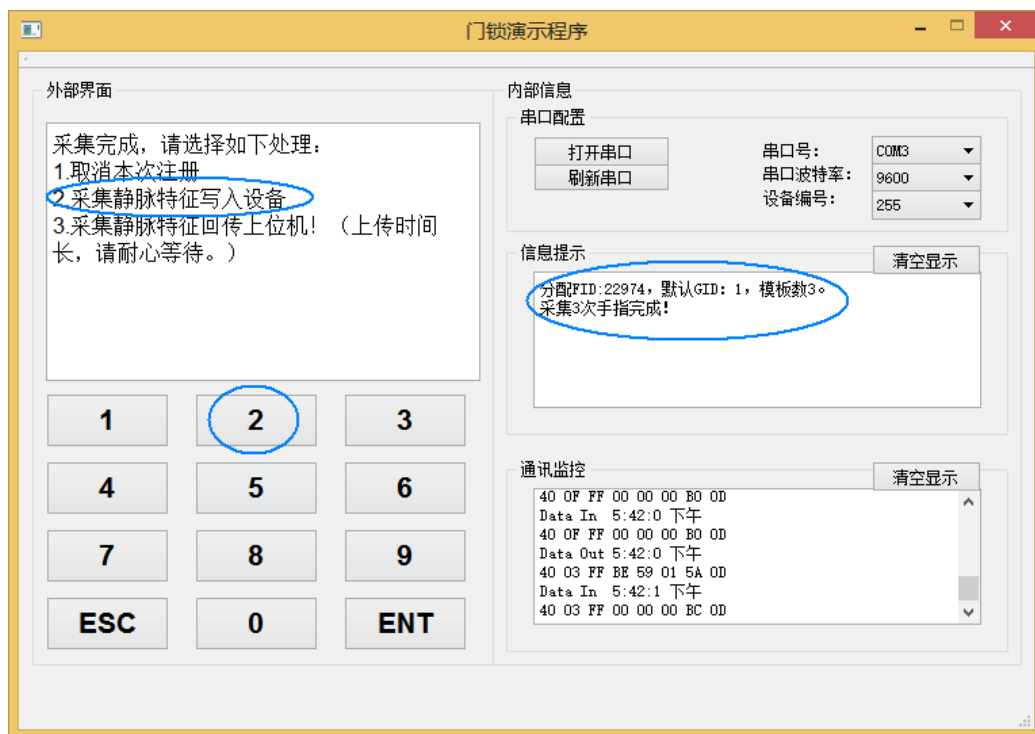 门锁演示程序
外部界面
采集完成，请选择如下处理：
1.取消本次注册
2.采集静脉特征写入设备
3.采集静脉特征回传上位机！（上传时间
长，请耐心等待。）
1
2
3
4
5
6
7
8
9
ESC
0
ENT
内部信息
串口配置
打开串口
刷新串口
串口号：
COM3
串口波特率：
9600
设备编号：
255
信息提示
清空显示
分配FID:22974，默认GID：1，模板数3。
采集3次手指完成！
通讯监控
清空显示
40 0F FF 00 00 00 B0 0D
Data In 5:42:0 下午
40 0F FF 00 00 00 B0 0D
Data Out 5:42:0 下午
40 03 FF BE 59 01 5A 0D
Data In 5:42:1 下午
40 03 FF 00 00 00 BC 0D